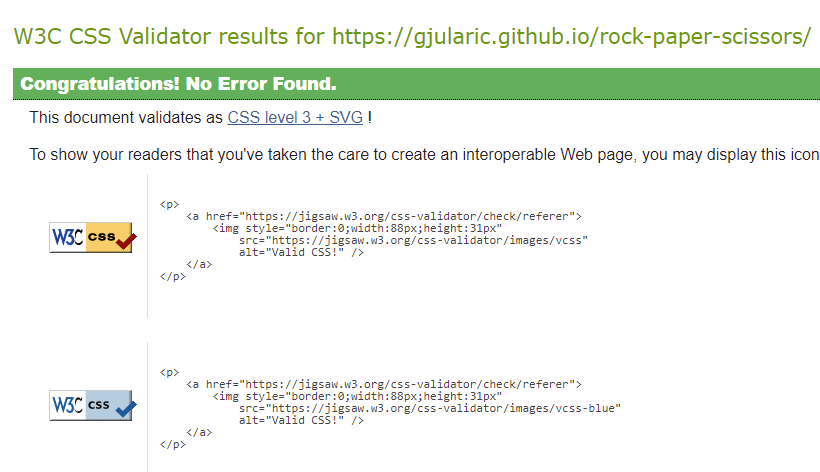 W3C CSS Validator results for https://gjularic.github.io/rock-paper-scissors/
Congratulations! No Error Found.
This document validates as CSS level 3 + SVG !
To show your readers that you've taken the care to create an interoperable Web page, you may display this icon
W3C css
<p>
    <a href="https://jigsaw.w3.org/css-validator/check/referer">
        <img style="border:0;width:88px;height:31px"
            src="https://jigsaw.w3.org/css-validator/images/vcss"
            alt="Valid CSS!" />
    </a>
</p>
W3C css
<p>
    <a href="https://jigsaw.w3.org/css-validator/check/referer">
        <img style="border:0;width:88px;height:31px"
            src="https://jigsaw.w3.org/css-validator/images/vcss-blue"
            alt="Valid CSS!" />
    </a>
</p>